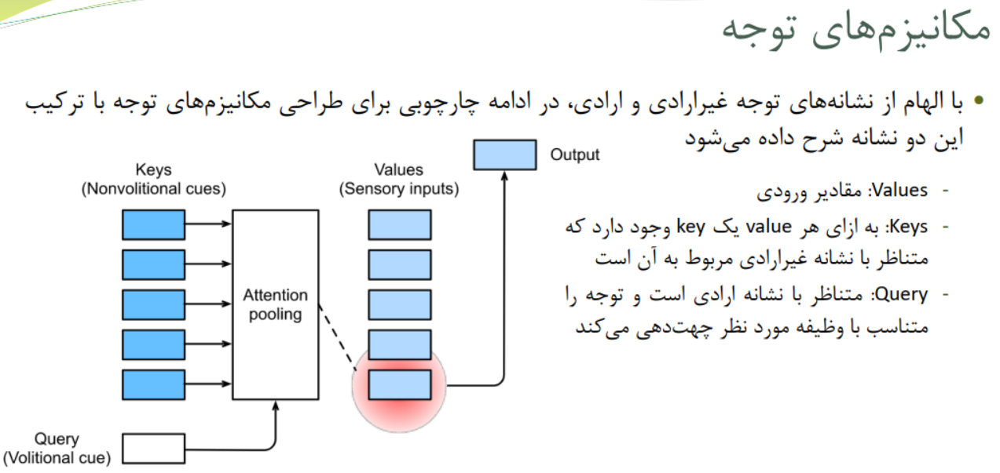 مکانیزم‌های توجه
• با الهام از نشانه‌های توجه غیرارادی و ارادی، در ادامه چارچوبی برای طراحی مکانیزم‌های توجه با ترکیب
این دو نشانه شرح داده می‌شود
- Values: مقادیر ورودی
- Keys: به ازای هر value یک key وجود دارد که
متناظر با نشانه غیرارادی مربوط به آن است
- Query: متناظر با نشانه ارادی است و توجه را
متناسب با وظیفه مورد نظر جهت‌دهی می‌کند
Keys
(Nonvolitional cues)
Attention
pooling
Values
(Sensory inputs)
Output
Query
(Volitional cue)